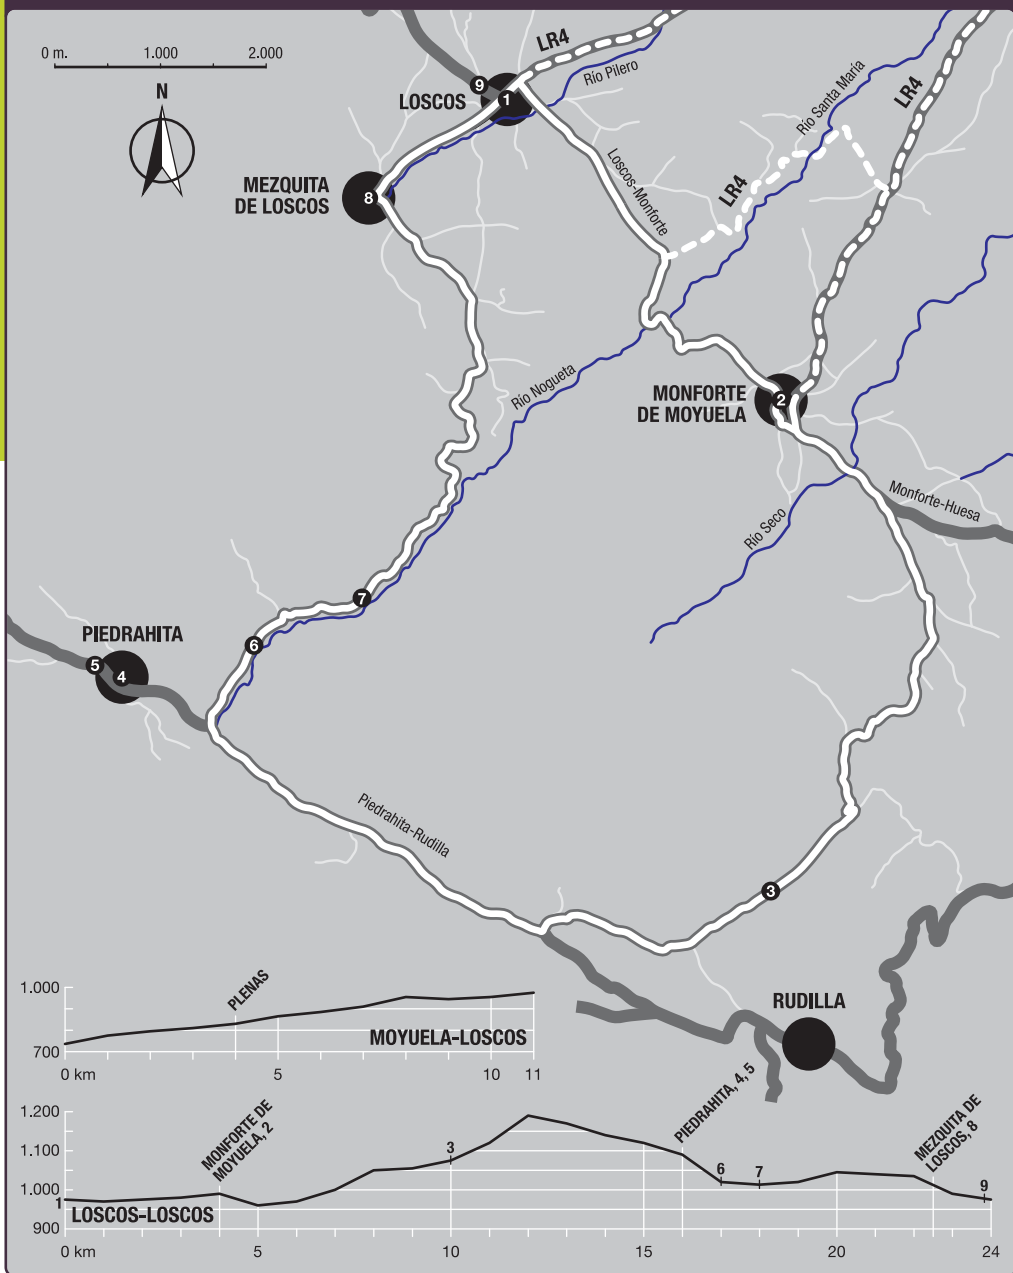 0 m.
1.000
2.000
N
LR4
Río Pilero
9
LOSCOS
1
Río Santa María
LR4
MEZQUITA
DE LOSCOS
8
Loscos-Monforte
LR4
Río Nogueta
MONFORTE
DE MOYUELA
2
Monforte-Huesa
Río Seco
7
PIEDRAHITA
6
5
4
Piedrahita-Rudilla
3
RUDILLA
1.000
PLENAS
MOYUELA-LOSCOS
700
0 km
5
10
11
1.200
1.100
1.000
900
MONFORTE DE
MOYUELA, 2
3
PIEDRAHITA, 4, 5
6
7
MEZQUITA DE
LOSCOS, 8
9
1
LOSCOS-LOSCOS
0 km
5
10
15
20
24